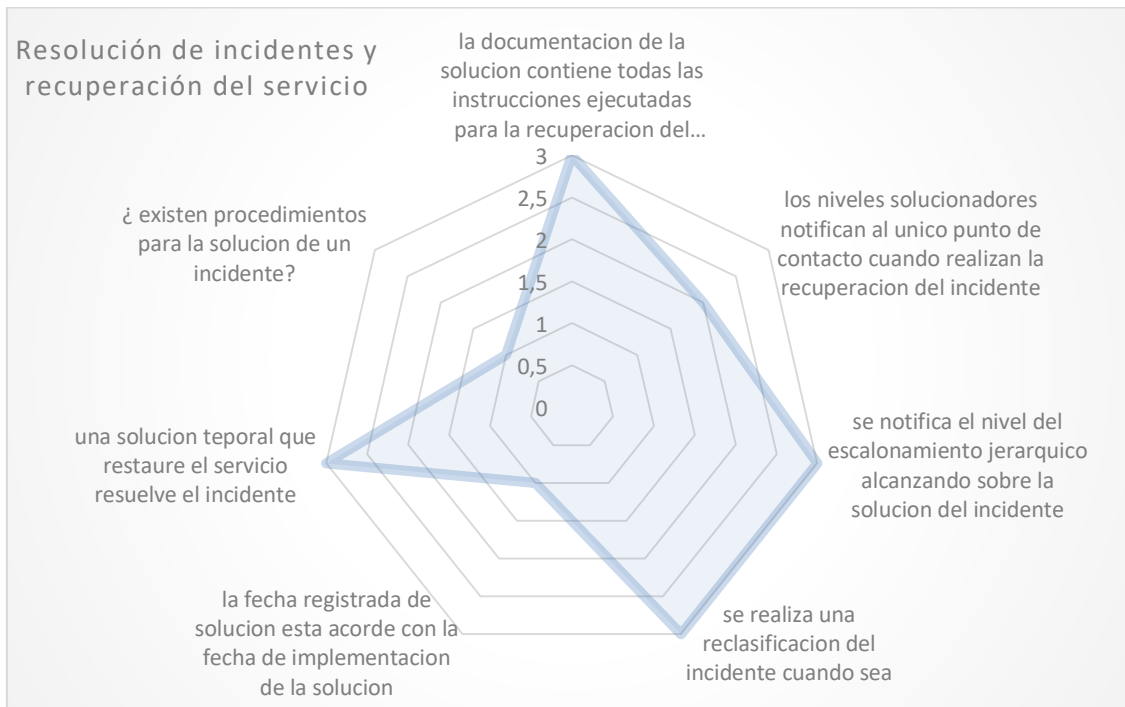 Resolución de incidentes y
recuperación del servicio
la documentacion de la
solucion contiene todas las
instrucciones ejecutadas
para la recuperacion del...
los niveles solucionadores
notifican al unico punto de
contacto cuando realizan la
recuperacion del incidente
se notifica el nivel del
escalonamiento jerarquico
alcanzando sobre la
solucion del incidente
se realiza una
reclasificacion del
incidente cuando sea
la fecha registrada de
solucion esta acorde con la
fecha de implementacion
de la solucion
una solucion teporal que
restaure el servicio
resuelve el incidente
¿ existen procedimientos
para la solucion de un
incidente?
3
2,5
2
1,5
1
0,5
0